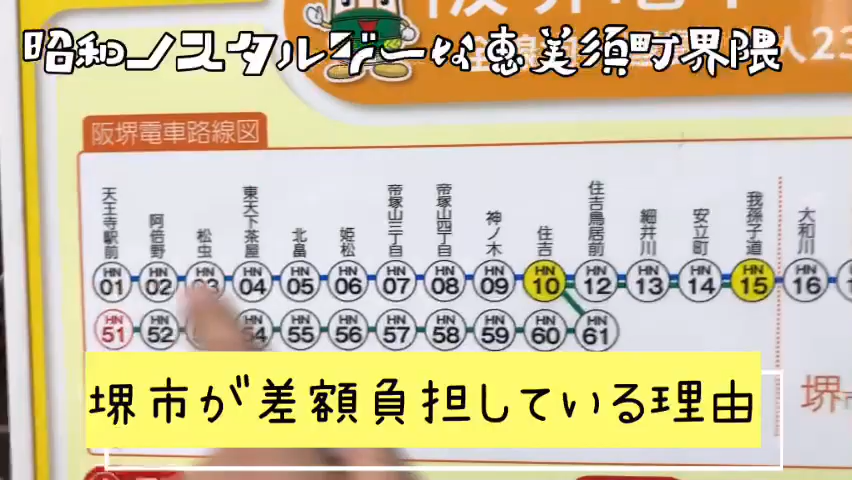 昭和ノスタルジーな恵美須町界隈
人23
阪堺電車路線図
天王寺駅前
阿倍野
松虫
東天下茶屋
北畠
姫松
帝塚山三丁目
帝塚山四丁目
神ノ木
住吉
住吉鳥居前
細井川
安立町
我孫子道
大和川
HN 01
HN 02
HN 03
HN 04
HN 05
HN 06
HN 07
HN 08
HN 09
HN 10
HN 12
HN 13
HN 14
HN 15
HN 16
HN 51
HN 52
54
HN 55
HN 56
HN 57
HN 58
HN 59
HN 60
HN 61
堺市が差額負担している理由
堺